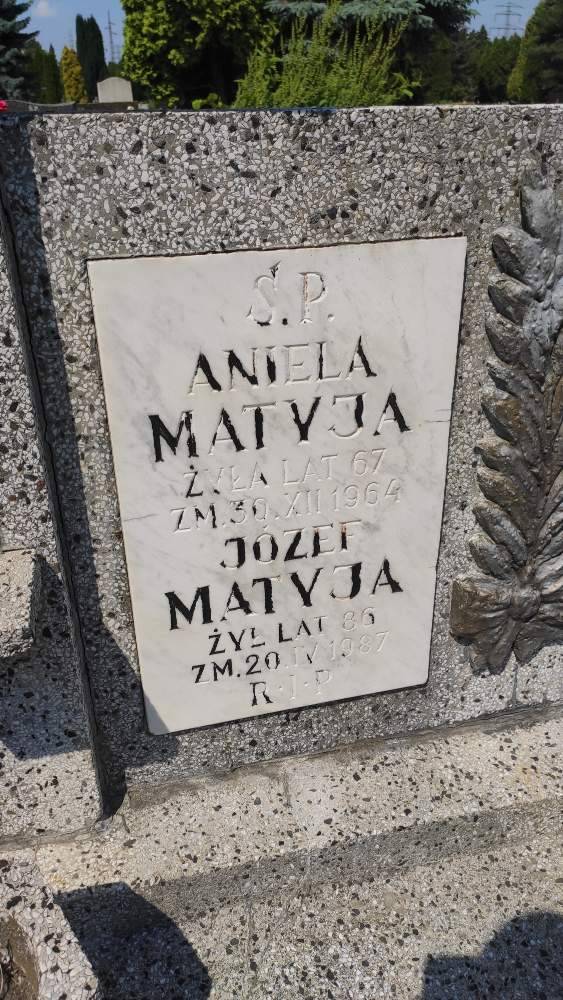 Ś.P.
ANIELA
MATYJA
ŻYŁA LAT 67
ZM.30.XII 1964
JÓZEF
MATYJA
ŻYŁ LAT 86
ZM.20.IV 1987
R·I·P